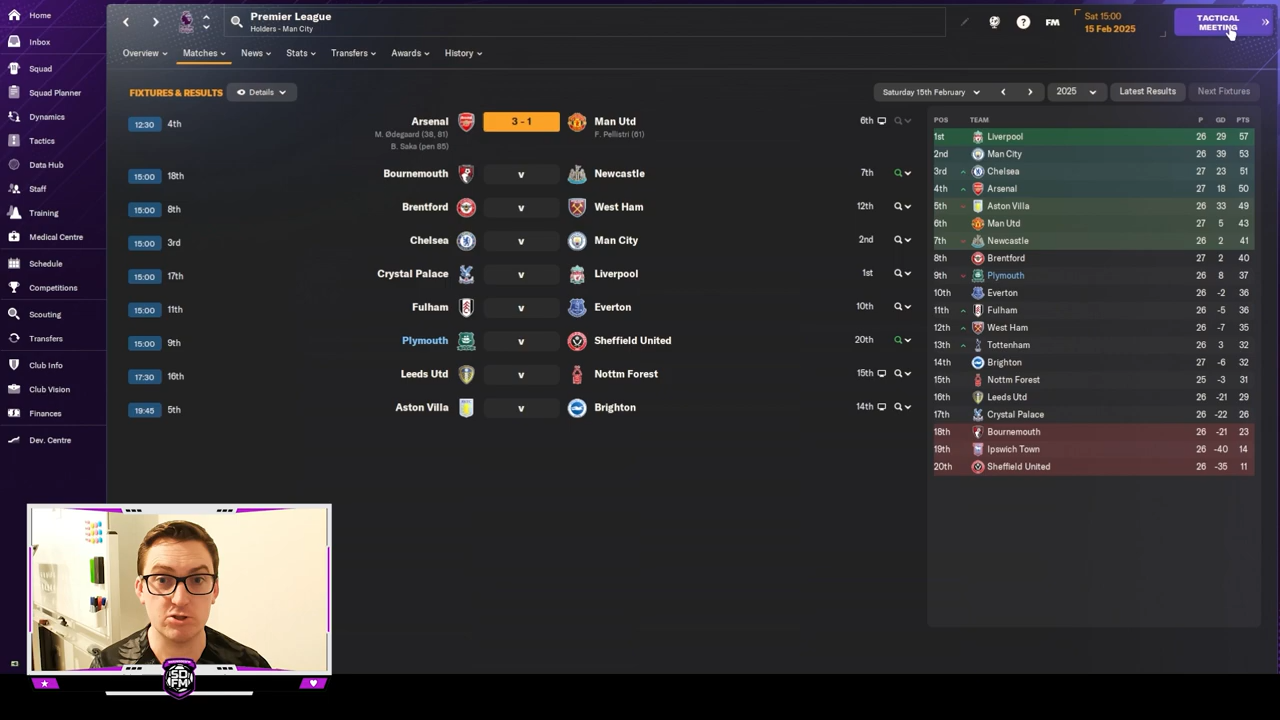 Home
Inbox
Squad
Squad Planner
Dynamics
Tactics
Data Hub
Staff
Training
Medical Centre
Schedule
Competitions
Scouting
Transfers
Club Info
Club Vision
Finances
Dev. Centre
Premier League
Holders - Man City
? FM
Sat 15:00
15 Feb 2025
TACTICAL
MEETING
Overview Matches News Stats Transfers Awards History
FIXTURES & RESULTS Details
Saturday 15th February 2025 Latest Results Next Fixtures
12:30 4th Arsenal 3 - 1 Man Utd 6th
M. Ødegaard (38, 81) F. Pellistri (61)
B. Saka (pen 85)
15:00 18th Bournemouth v Newcastle 7th
15:00 8th Brentford v West Ham 12th
15:00 3rd Chelsea v Man City 2nd
15:00 17th Crystal Palace v Liverpool 1st
15:00 11th Fulham v Everton 10th
15:00 9th Plymouth v Sheffield United 20th
17:30 16th Leeds Utd v Nottm Forest 15th
19:45 5th Aston Villa v Brighton 14th
POS TEAM P GD PTS
1st Liverpool 26 29 57
2nd Man City 26 39 53
3rd Chelsea 27 23 51
4th Arsenal 27 18 50
5th Aston Villa 26 33 49
6th Man Utd 27 5 43
7th Newcastle 26 2 41
8th Brentford 27 2 40
9th Plymouth 26 8 37
10th Everton 26 -2 36
11th Fulham 26 -5 36
12th West Ham 26 -7 35
13th Tottenham 26 3 32
14th Brighton 27 -6 32
15th Nottm Forest 25 -3 31
16th Leeds Utd 26 -21 29
17th Crystal Palace 26 -22 26
18th Bournemouth 26 -21 23
19th Ipswich Town 26 -40 14
20th Sheffield United 26 -35 11
SD
FM